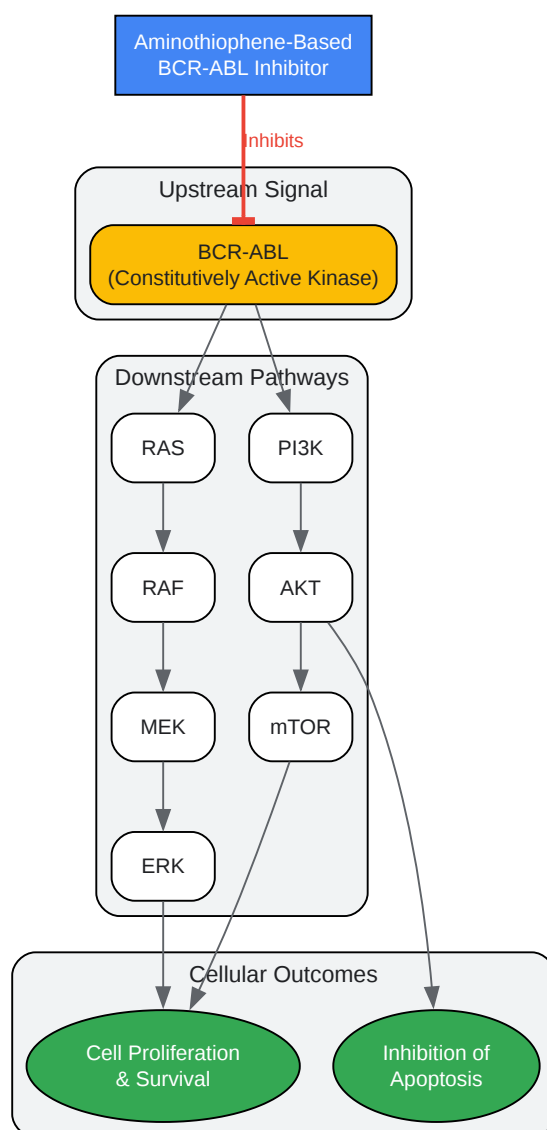 Aminothiophene-Based
BCR-ABL Inhibitor
Inhibits
Upstream Signal
BCR-ABL
(Constitutively Active Kinase)
Downstream Pathways
RAS
PI3K
RAF
AKT
MEK
mTOR
ERK
Cellular Outcomes
Cell Proliferation
& Survival
Inhibition of
Apoptosis